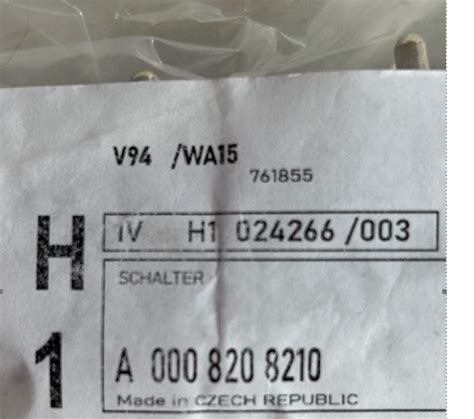 V94 /WA15
761855
H
IV H1 024266 /003
SCHALTER
1
A 000 820 8210
Made in CZECH REPUBLIC